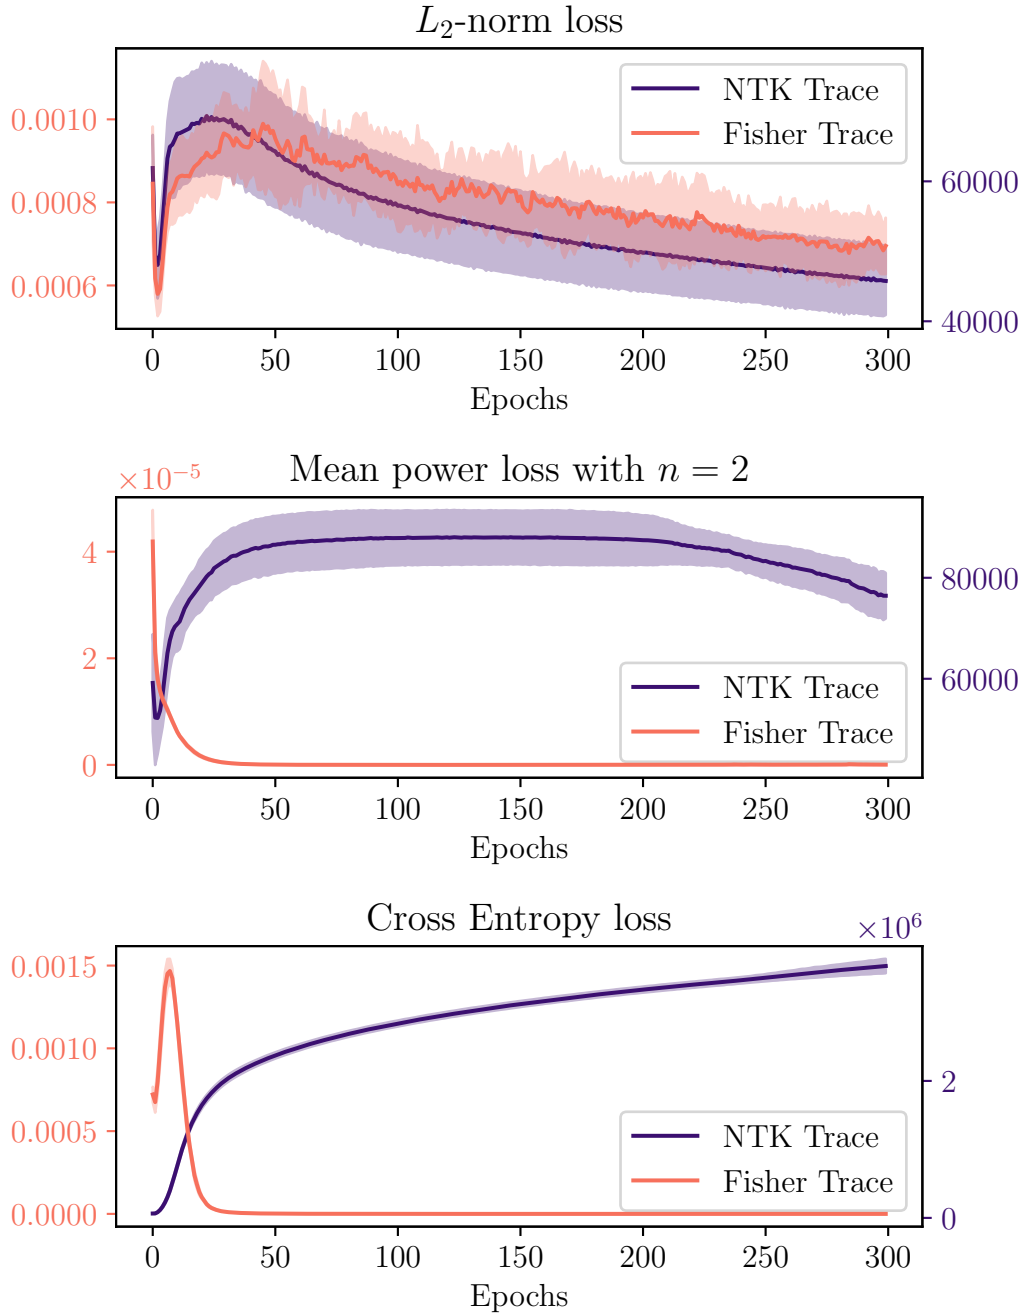 L₂-norm loss
NTK Trace
Fisher Trace
0.0010
0.0008
0.0006
60000
40000
0 50 100 150 200 250 300
Epochs
×10⁻⁵
Mean power loss with n = 2
4
2
0
80000
60000
NTK Trace
Fisher Trace
0 50 100 150 200 250 300
Epochs
Cross Entropy loss
×10⁶
0.0015
0.0010
0.0005
0.0000
2
0
NTK Trace
Fisher Trace
0 50 100 150 200 250 300
Epochs